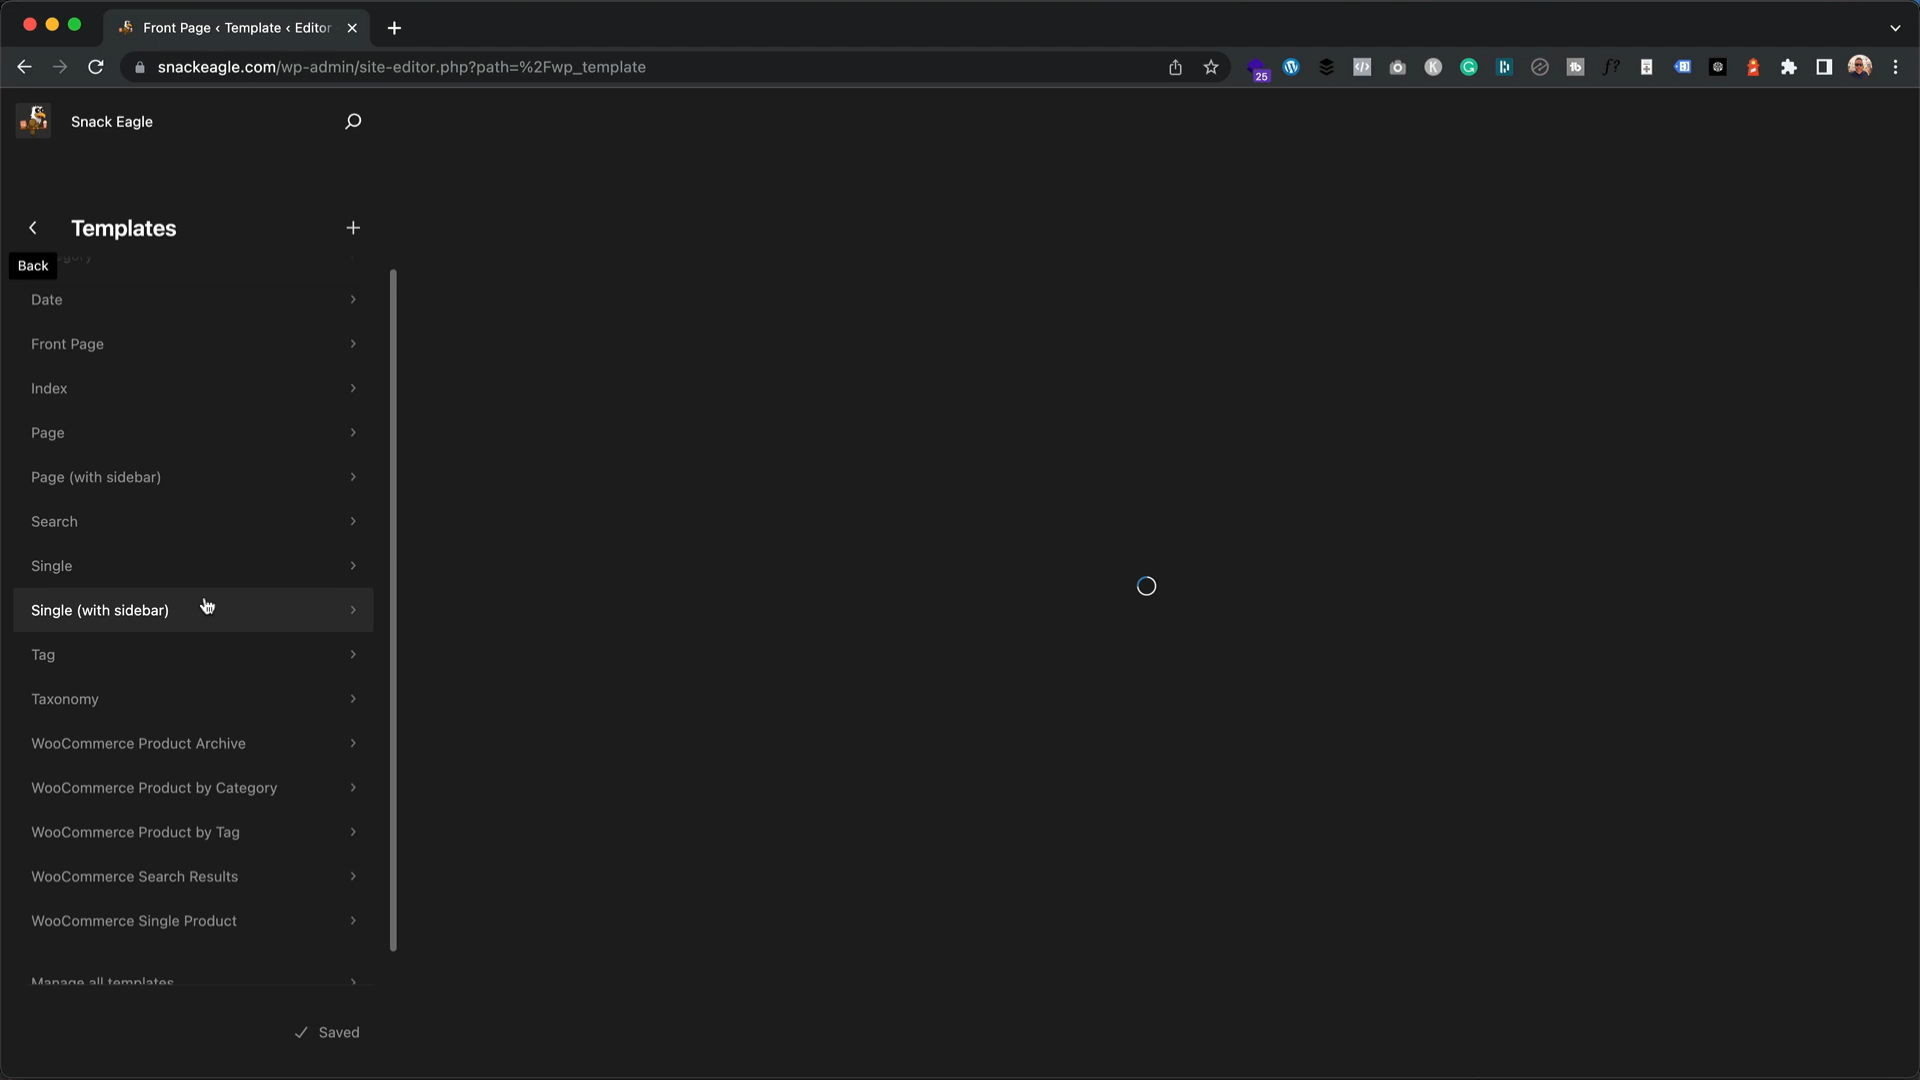 Front Page ‹ Template ‹ Editor
snackeagle.com/wp-admin/site-editor.php?path=%2Fwp_template
25
Snack Eagle
Templates
Back
Date
Front Page
Index
Page
Page (with sidebar)
Search
Single
Single (with sidebar)
Tag
Taxonomy
WooCommerce Product Archive
WooCommerce Product by Category
WooCommerce Product by Tag
WooCommerce Search Results
WooCommerce Single Product
Manage all templates
Saved